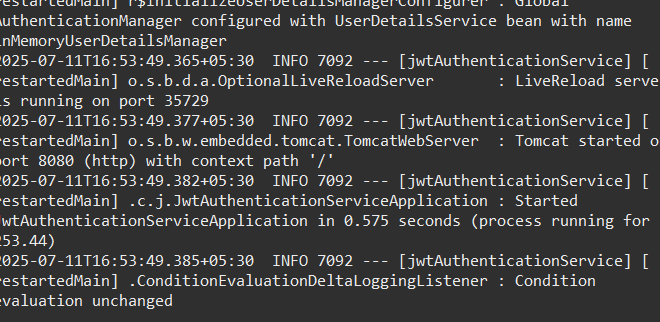 restartedMain] r$InitializeUserDetailsManagerConfigurer : Global
AuthenticationManager configured with UserDetailsService bean with name
inMemoryUserDetailsManager
2025-07-11T16:53:49.365+05:30  INFO 7092 --- [jwtAuthenticationService] [
restartedMain] o.s.b.d.a.OptionalLiveReloadServer       : LiveReload serve
is running on port 35729
2025-07-11T16:53:49.377+05:30  INFO 7092 --- [jwtAuthenticationService] [
restartedMain] o.s.b.w.embedded.tomcat.TomcatWebServer  : Tomcat started o
port 8080 (http) with context path '/'
2025-07-11T16:53:49.382+05:30  INFO 7092 --- [jwtAuthenticationService] [
restartedMain] .c.j.JwtAuthenticationServiceApplication : Started
JwtAuthenticationServiceApplication in 0.575 seconds (process running for
253.44)
2025-07-11T16:53:49.385+05:30  INFO 7092 --- [jwtAuthenticationService] [
restartedMain] .ConditionEvaluationDeltaLoggingListener : Condition
evaluation unchanged